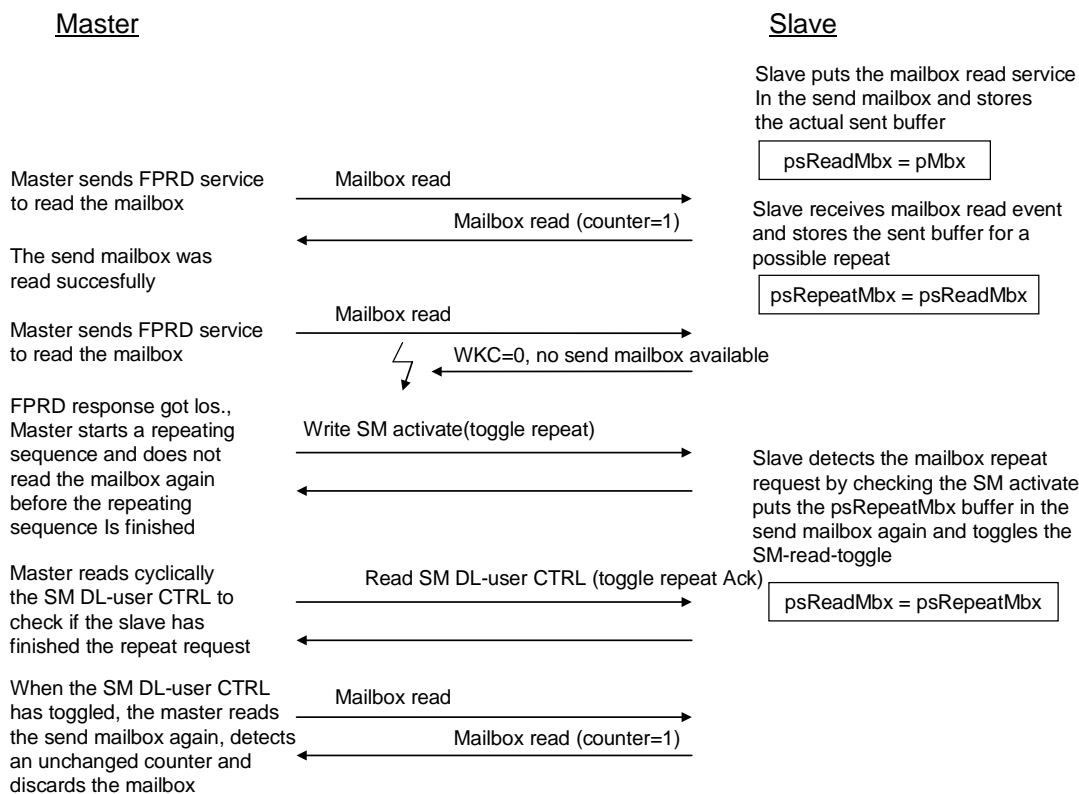 Master
Slave
Slave puts the mailbox read service
In the send mailbox and stores
the actual sent buffer
psReadMbx = pMbx
Master sends FPRD service
to read the mailbox
Mailbox read
Mailbox read (counter=1)
Slave receives mailbox read event
and stores the sent buffer for a
possible repeat
The send mailbox was
read succesfully
psRepeatMbx = psReadMbx
Mailbox read
Master sends FPRD service
to read the mailbox
WKC=0, no send mailbox available
FPRD response got los.,
Master starts a repeating
sequence and does not
read the mailbox again
before the repeating
sequence Is finished
Write SM activate(toggle repeat)
Slave detects the mailbox repeat
request by checking the SM activate
puts the psRepeatMbx buffer in the
send mailbox again and toggles the
SM-read-toggle
Master reads cyclically
the SM DL-user CTRL to
check if the slave has
finished the repeat request
Read SM DL-user CTRL (toggle repeat Ack)
psReadMbx = psRepeatMbx
When the SM DL-user CTRL
has toggled, the master reads
the send mailbox again, detects
an unchanged counter and
discards the mailbox
Mailbox read
Mailbox read (counter=1)